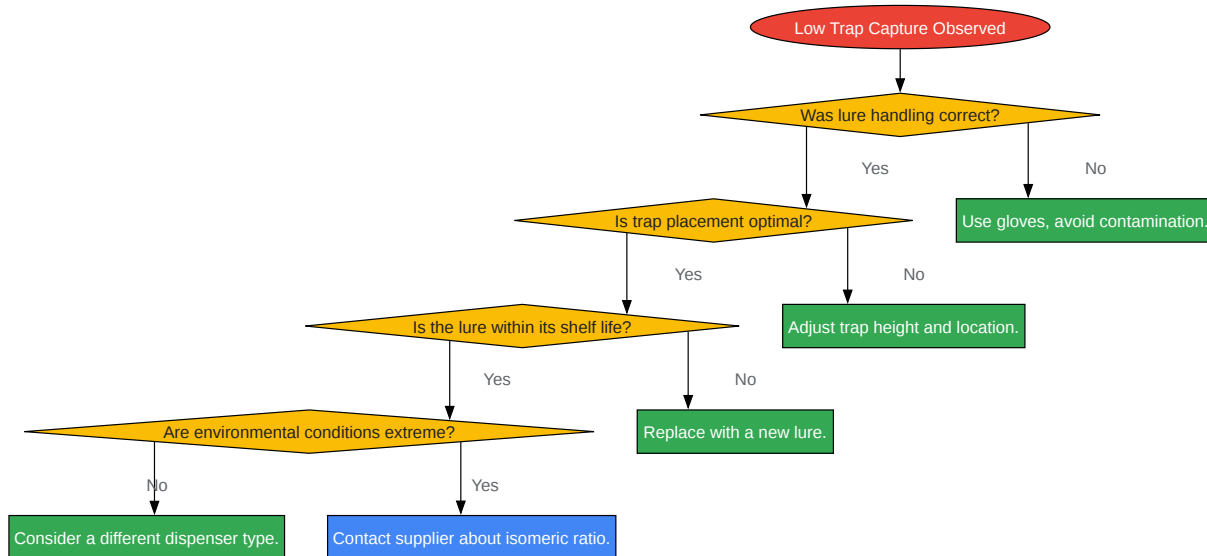 Low Trap Capture Observed
Was lure handling correct?
Yes
No
Is trap placement optimal?
Use gloves, avoid contamination.
Yes
No
Is the lure within its shelf life?
Adjust trap height and location.
Yes
No
Are environmental conditions extreme?
Replace with a new lure.
No
Yes
Consider a different dispenser type.
Contact supplier about isomeric ratio.